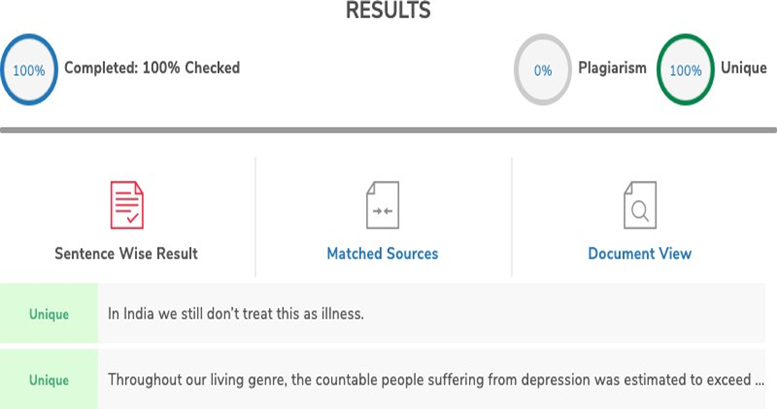 RESULTS
100% Completed: 100% Checked 0% Plagiarism 100% Unique
Sentence Wise Result Matched Sources Document View
Unique In India we still don't treat this as illness.
Unique Throughout our living genre, the countable people suffering from depression was estimated to exceed ...